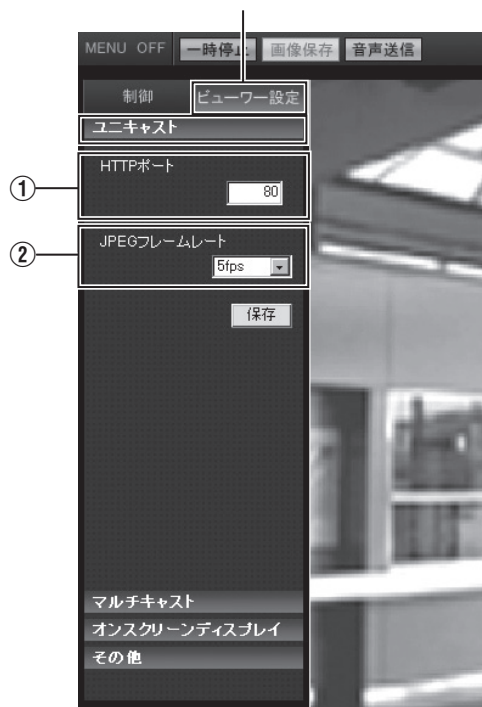 MENU OFF 一時停止 画像保存 音声送信
制御 ビューワー設定
ユニキャスト
① HTTPポート
80
② JPEGフレームレート
5fps
保存
マルチキャスト
オンスクリーンディスプレイ
その他